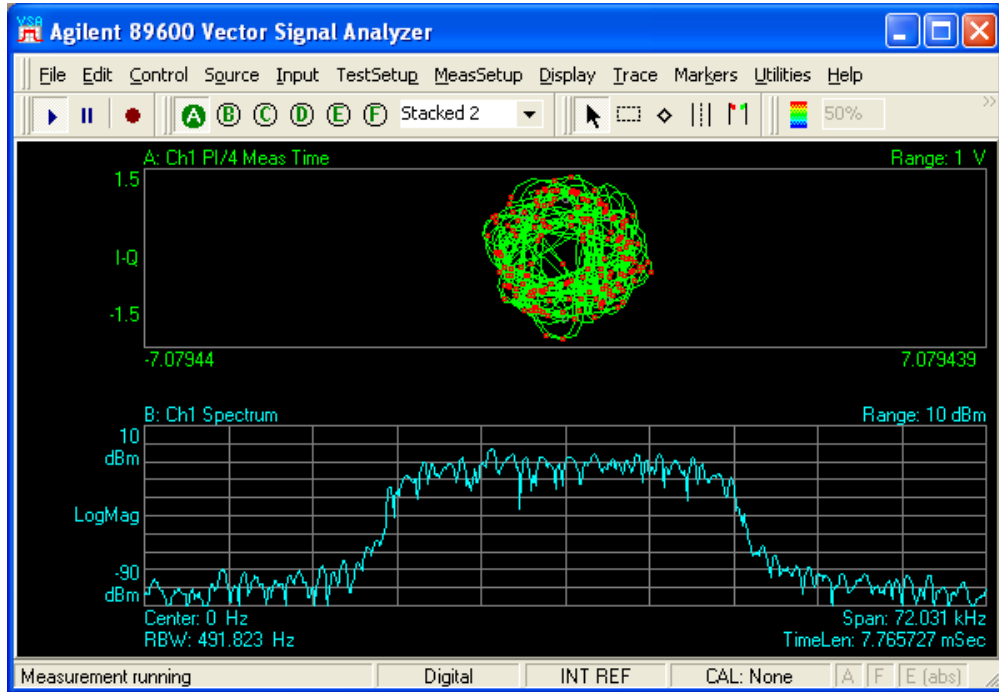 VSA
Agilent 89600 Vector Signal Analyzer
File Edit Control Source Input TestSetup MeasSetup Display Trace Markers Utilities Help
A B C D E F Stacked 2 50% »
A: Ch1 PI/4 Meas Time Range: 1 V
1.5
I-Q
-1.5
-7.07944 7.079439
B: Ch1 Spectrum Range: 10 dBm
10
dBm
LogMag
-90
dBm
Center: 0 Hz Span: 72.031 kHz
RBW: 491.823 Hz TimeLen: 7.765727 mSec
Measurement running Digital INT REF CAL: None A F E (abs)